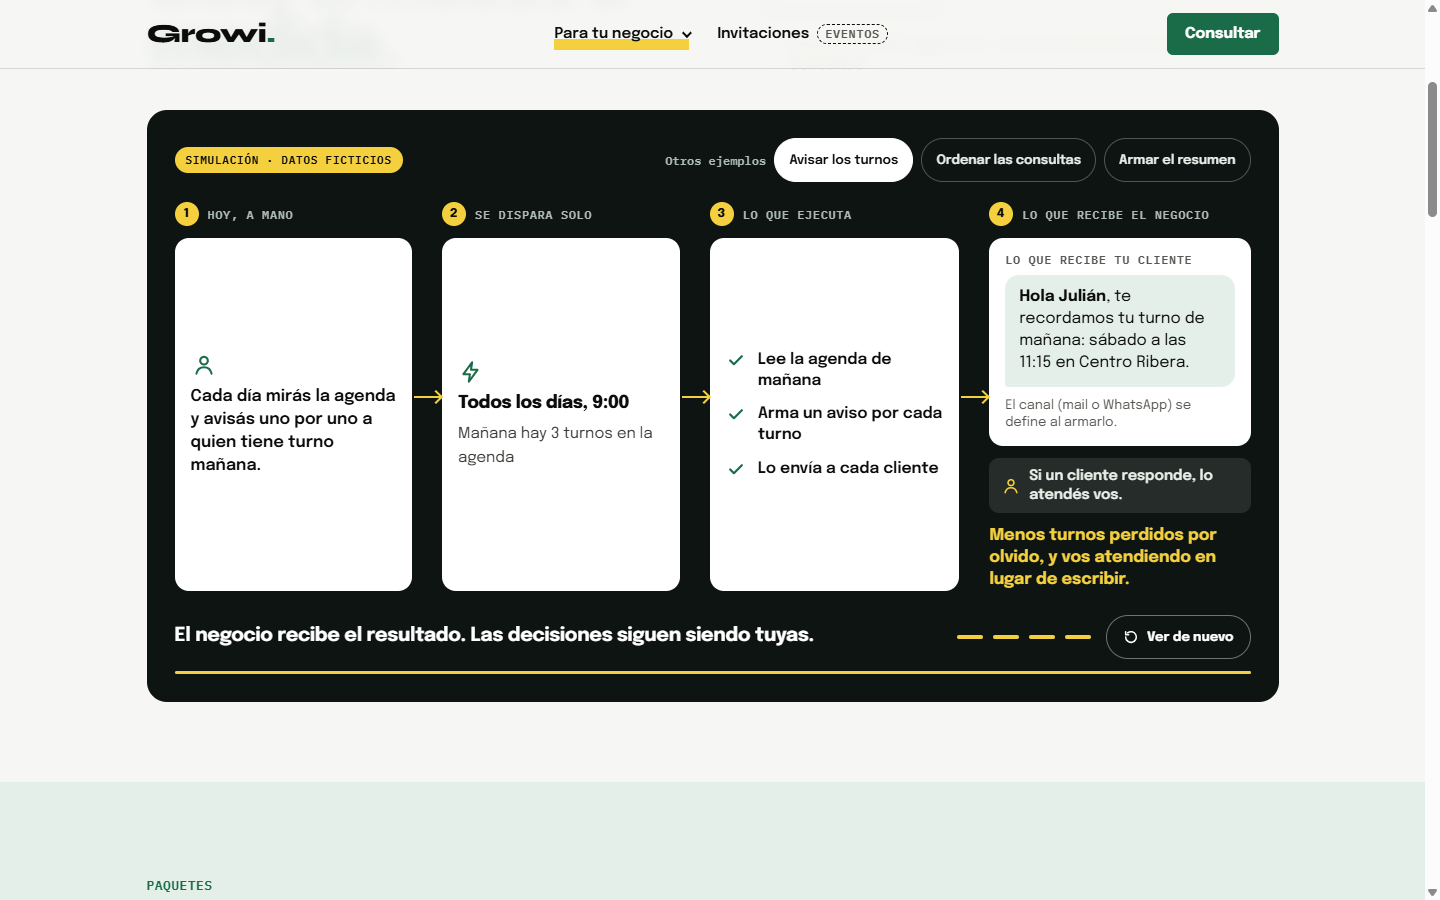 Growi.
Para tu negocio
Invitaciones EVENTOS
Consultar
SIMULACIÓN · DATOS FICTICIOS
Otros ejemplos
Avisar los turnos
Ordenar las consultas
Armar el resumen
1 HOY, A MANO
Cada día mirás la agenda
y avisás uno por uno a
quien tiene turno
mañana.
2 SE DISPARA SOLO
Todos los días, 9:00
Mañana hay 3 turnos en la
agenda
3 LO QUE EJECUTA
Lee la agenda de
mañana
Arma un aviso por cada
turno
Lo envía a cada cliente
4 LO QUE RECIBE EL NEGOCIO
LO QUE RECIBE TU CLIENTE
Hola Julián, te
recordamos tu turno de
mañana: sábado a las
11:15 en Centro Ribera.
El canal (mail o WhatsApp) se
define al armarlo.
Si un cliente responde, lo
atendés vos.
Menos turnos perdidos por
olvido, y vos atendiendo en
lugar de escribir.
El negocio recibe el resultado. Las decisiones siguen siendo tuyas.
Ver de nuevo
PAQUETES